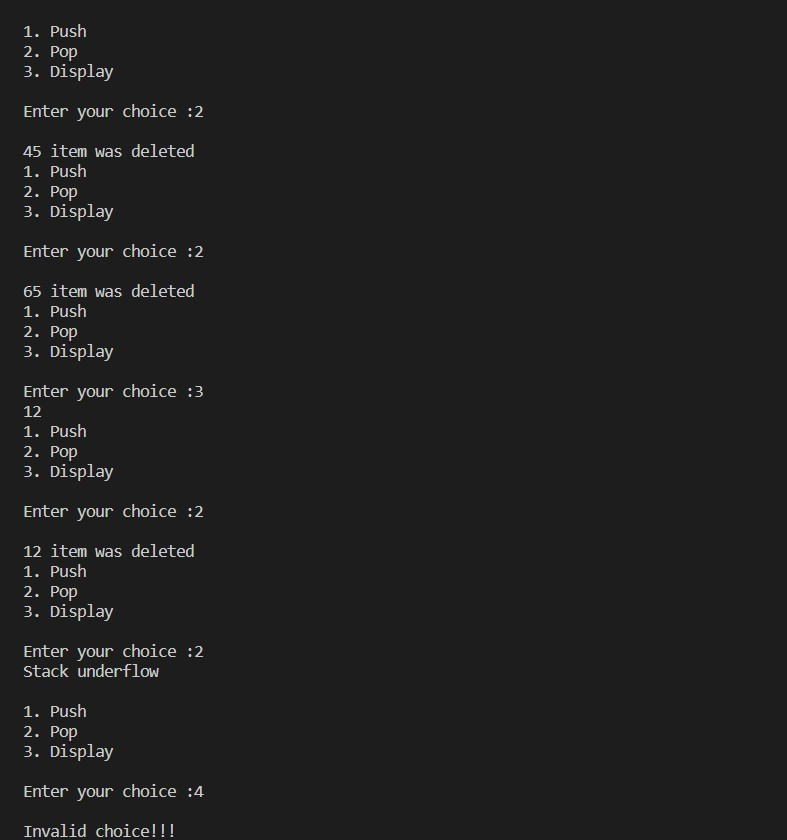 1. Push
2. Pop
3. Display
Enter your choice :2
45 item was deleted
1. Push
2. Pop
3. Display
Enter your choice :2
65 item was deleted
1. Push
2. Pop
3. Display
Enter your choice :3
12
1. Push
2. Pop
3. Display
Enter your choice :2
12 item was deleted
1. Push
2. Pop
3. Display
Enter your choice :2
Stack underflow
1. Push
2. Pop
3. Display
Enter your choice :4
Invalid choice!!!